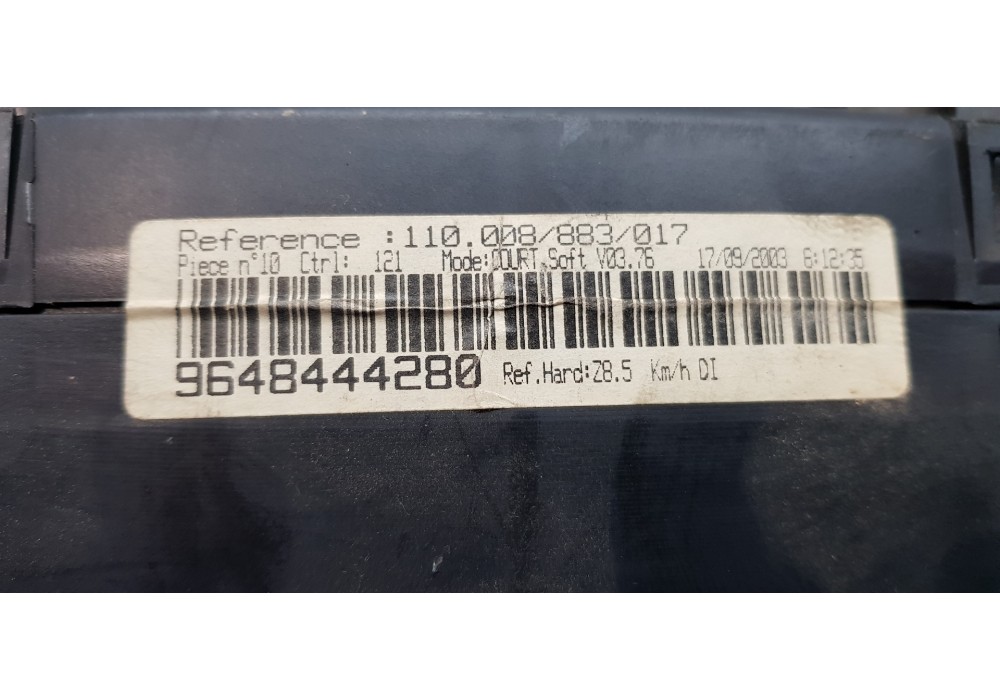 Reference :110.008/883/017
Piece n°10 Ctrl: 121 Mode:COURT Soft V03.76 17/09/2003 6:12:35
9648444280 Ref.Hard:Z8.5 Km/h DI